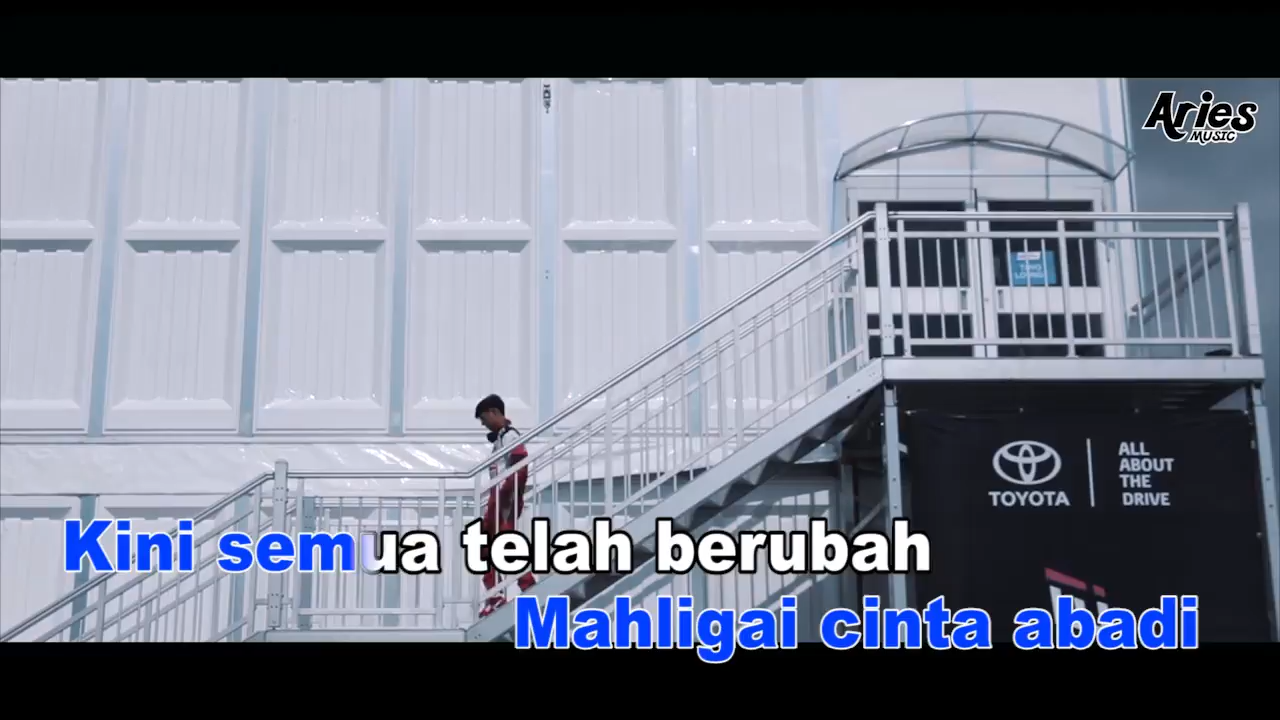 Aries
MUSIC
TOYOTA
ALL
ABOUT
THE
DRIVE
Kini semua telah berubah
Mahligai cinta abadi